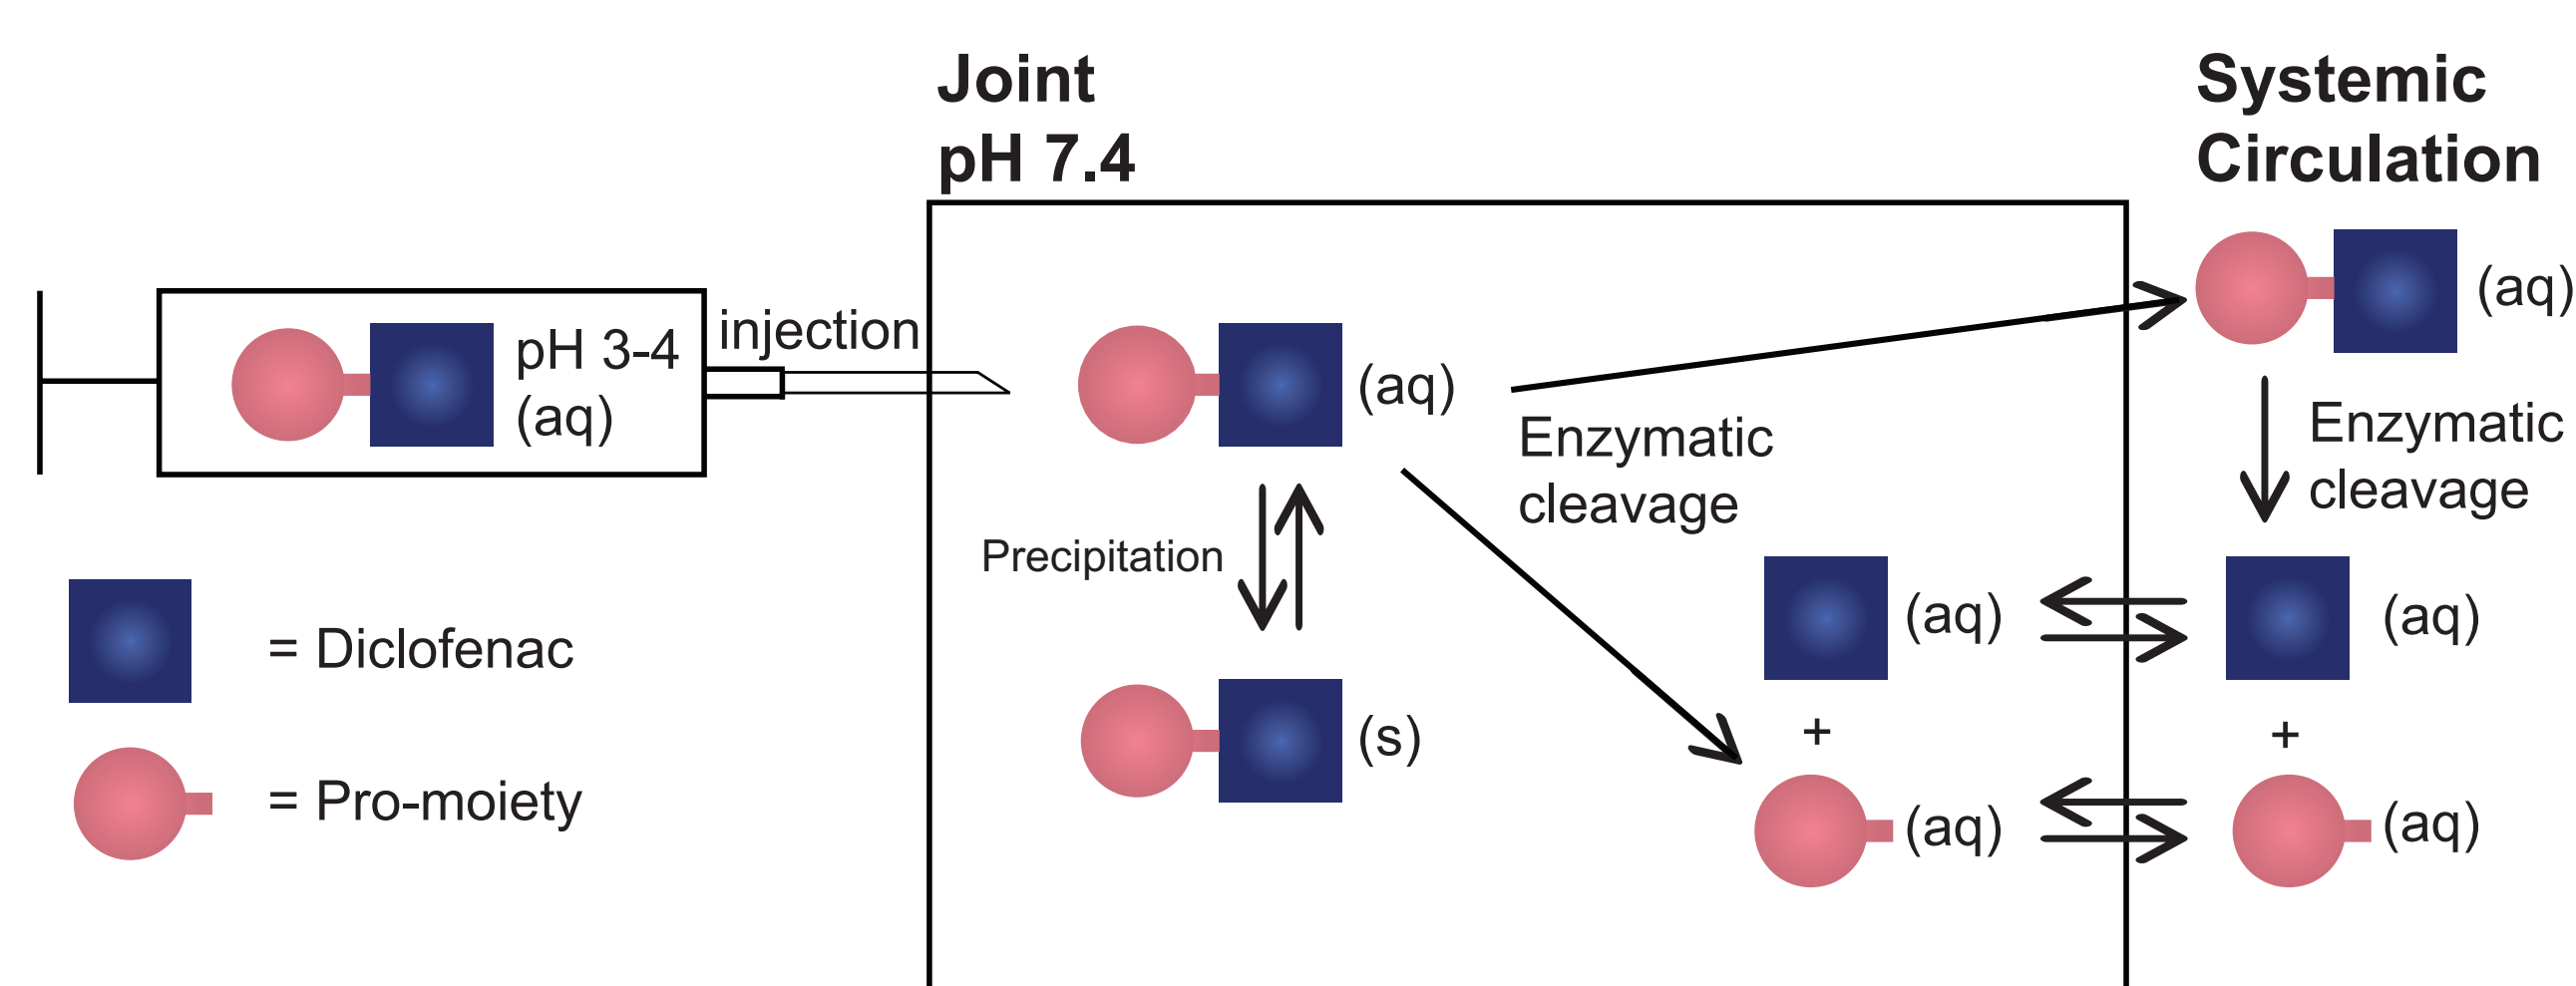 Joint
pH 7.4
Systemic
Circulation
pH 3-4
(aq)
injection
(aq)
(aq)
Enzymatic
cleavage
Enzymatic
cleavage
Precipitation
(s)
= Diclofenac
= Pro-moiety
(aq)
(aq)
+
+
(aq)
(aq)